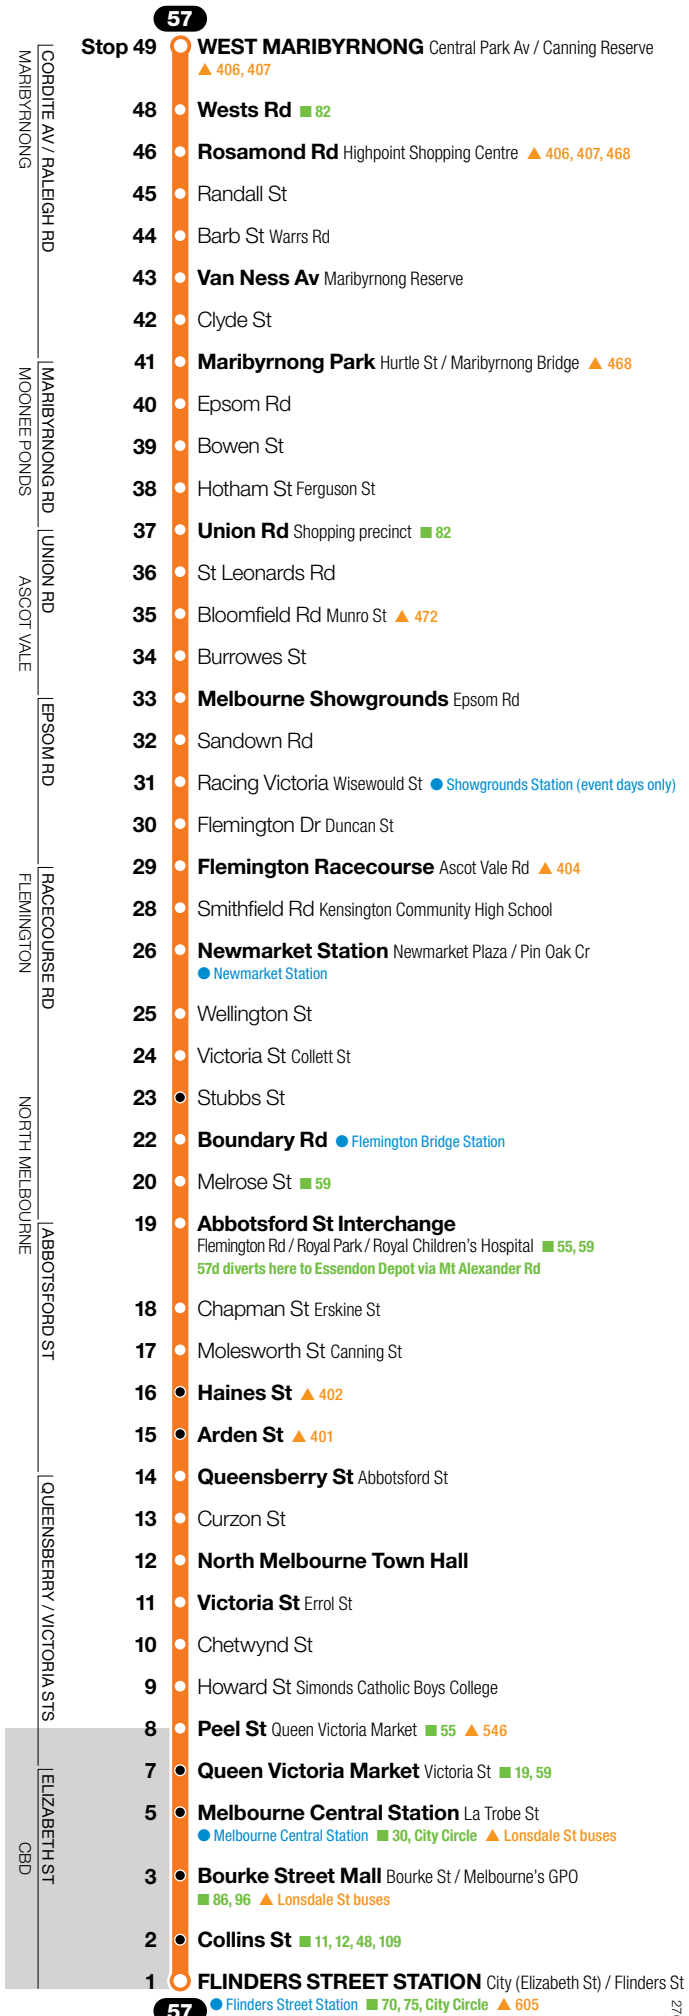 57
Stop 49 WEST MARIBYRNONG Central Park Av / Canning Reserve
▲ 406, 407
48 Wests Rd ■ 82
46 Rosamond Rd Highpoint Shopping Centre ▲ 406, 407, 468
45 Randall St
44 Barb St Warrs Rd
43 Van Ness Av Maribyrnong Reserve
42 Clyde St
41 Maribyrnong Park Hurtle St / Maribyrnong Bridge ▲ 468
40 Epsom Rd
39 Bowen St
38 Hotham St Ferguson St
37 Union Rd Shopping precinct ■ 82
36 St Leonards Rd
35 Bloomfield Rd Munro St ▲ 472
34 Burrowes St
33 Melbourne Showgrounds Epsom Rd
32 Sandown Rd
31 Racing Victoria Wisewould St ● Showgrounds Station (event days only)
30 Flemington Dr Duncan St
29 Flemington Racecourse Ascot Vale Rd ▲ 404
28 Smithfield Rd Kensington Community High School
26 Newmarket Station Newmarket Plaza / Pin Oak Cr
● Newmarket Station
25 Wellington St
24 Victoria St Collett St
23 Stubbs St
22 Boundary Rd ● Flemington Bridge Station
20 Melrose St ■ 59
19 Abbotsford St Interchange
Flemington Rd / Royal Park / Royal Children's Hospital ■ 55, 59
57d diverts here to Essendon Depot via Mt Alexander Rd
18 Chapman St Erskine St
17 Molesworth St Canning St
16 Haines St ▲ 402
15 Arden St ▲ 401
14 Queensberry St Abbotsford St
13 Curzon St
12 North Melbourne Town Hall
11 Victoria St Errol St
10 Chetwynd St
9 Howard St Simonds Catholic Boys College
8 Peel St Queen Victoria Market ■ 55 ▲ 546
7 Queen Victoria Market Victoria St ■ 19, 59
5 Melbourne Central Station La Trobe St
● Melbourne Central Station ■ 30, City Circle ▲ Lonsdale St buses
3 Bourke Street Mall Bourke St / Melbourne's GPO
■ 86, 96 ▲ Lonsdale St buses
2 Collins St ■ 11, 12, 48, 109
1 FLINDERS STREET STATION City (Elizabeth St) / Flinders St
● Flinders Street Station ■ 70, 75, City Circle ▲ 605
57
CORDITE AV / RALEIGH RD
MARIBYRNONG
MARIBYRNONG RD
MOONEE PONDS
UNION RD
ASCOT VALE
EPSOM RD
RACECOURSE RD
FLEMINGTON
NORTH MELBOURNE
ABBOTSFORD ST
QUEENSBERRY / VICTORIA STS
ELIZABETH ST
CBD